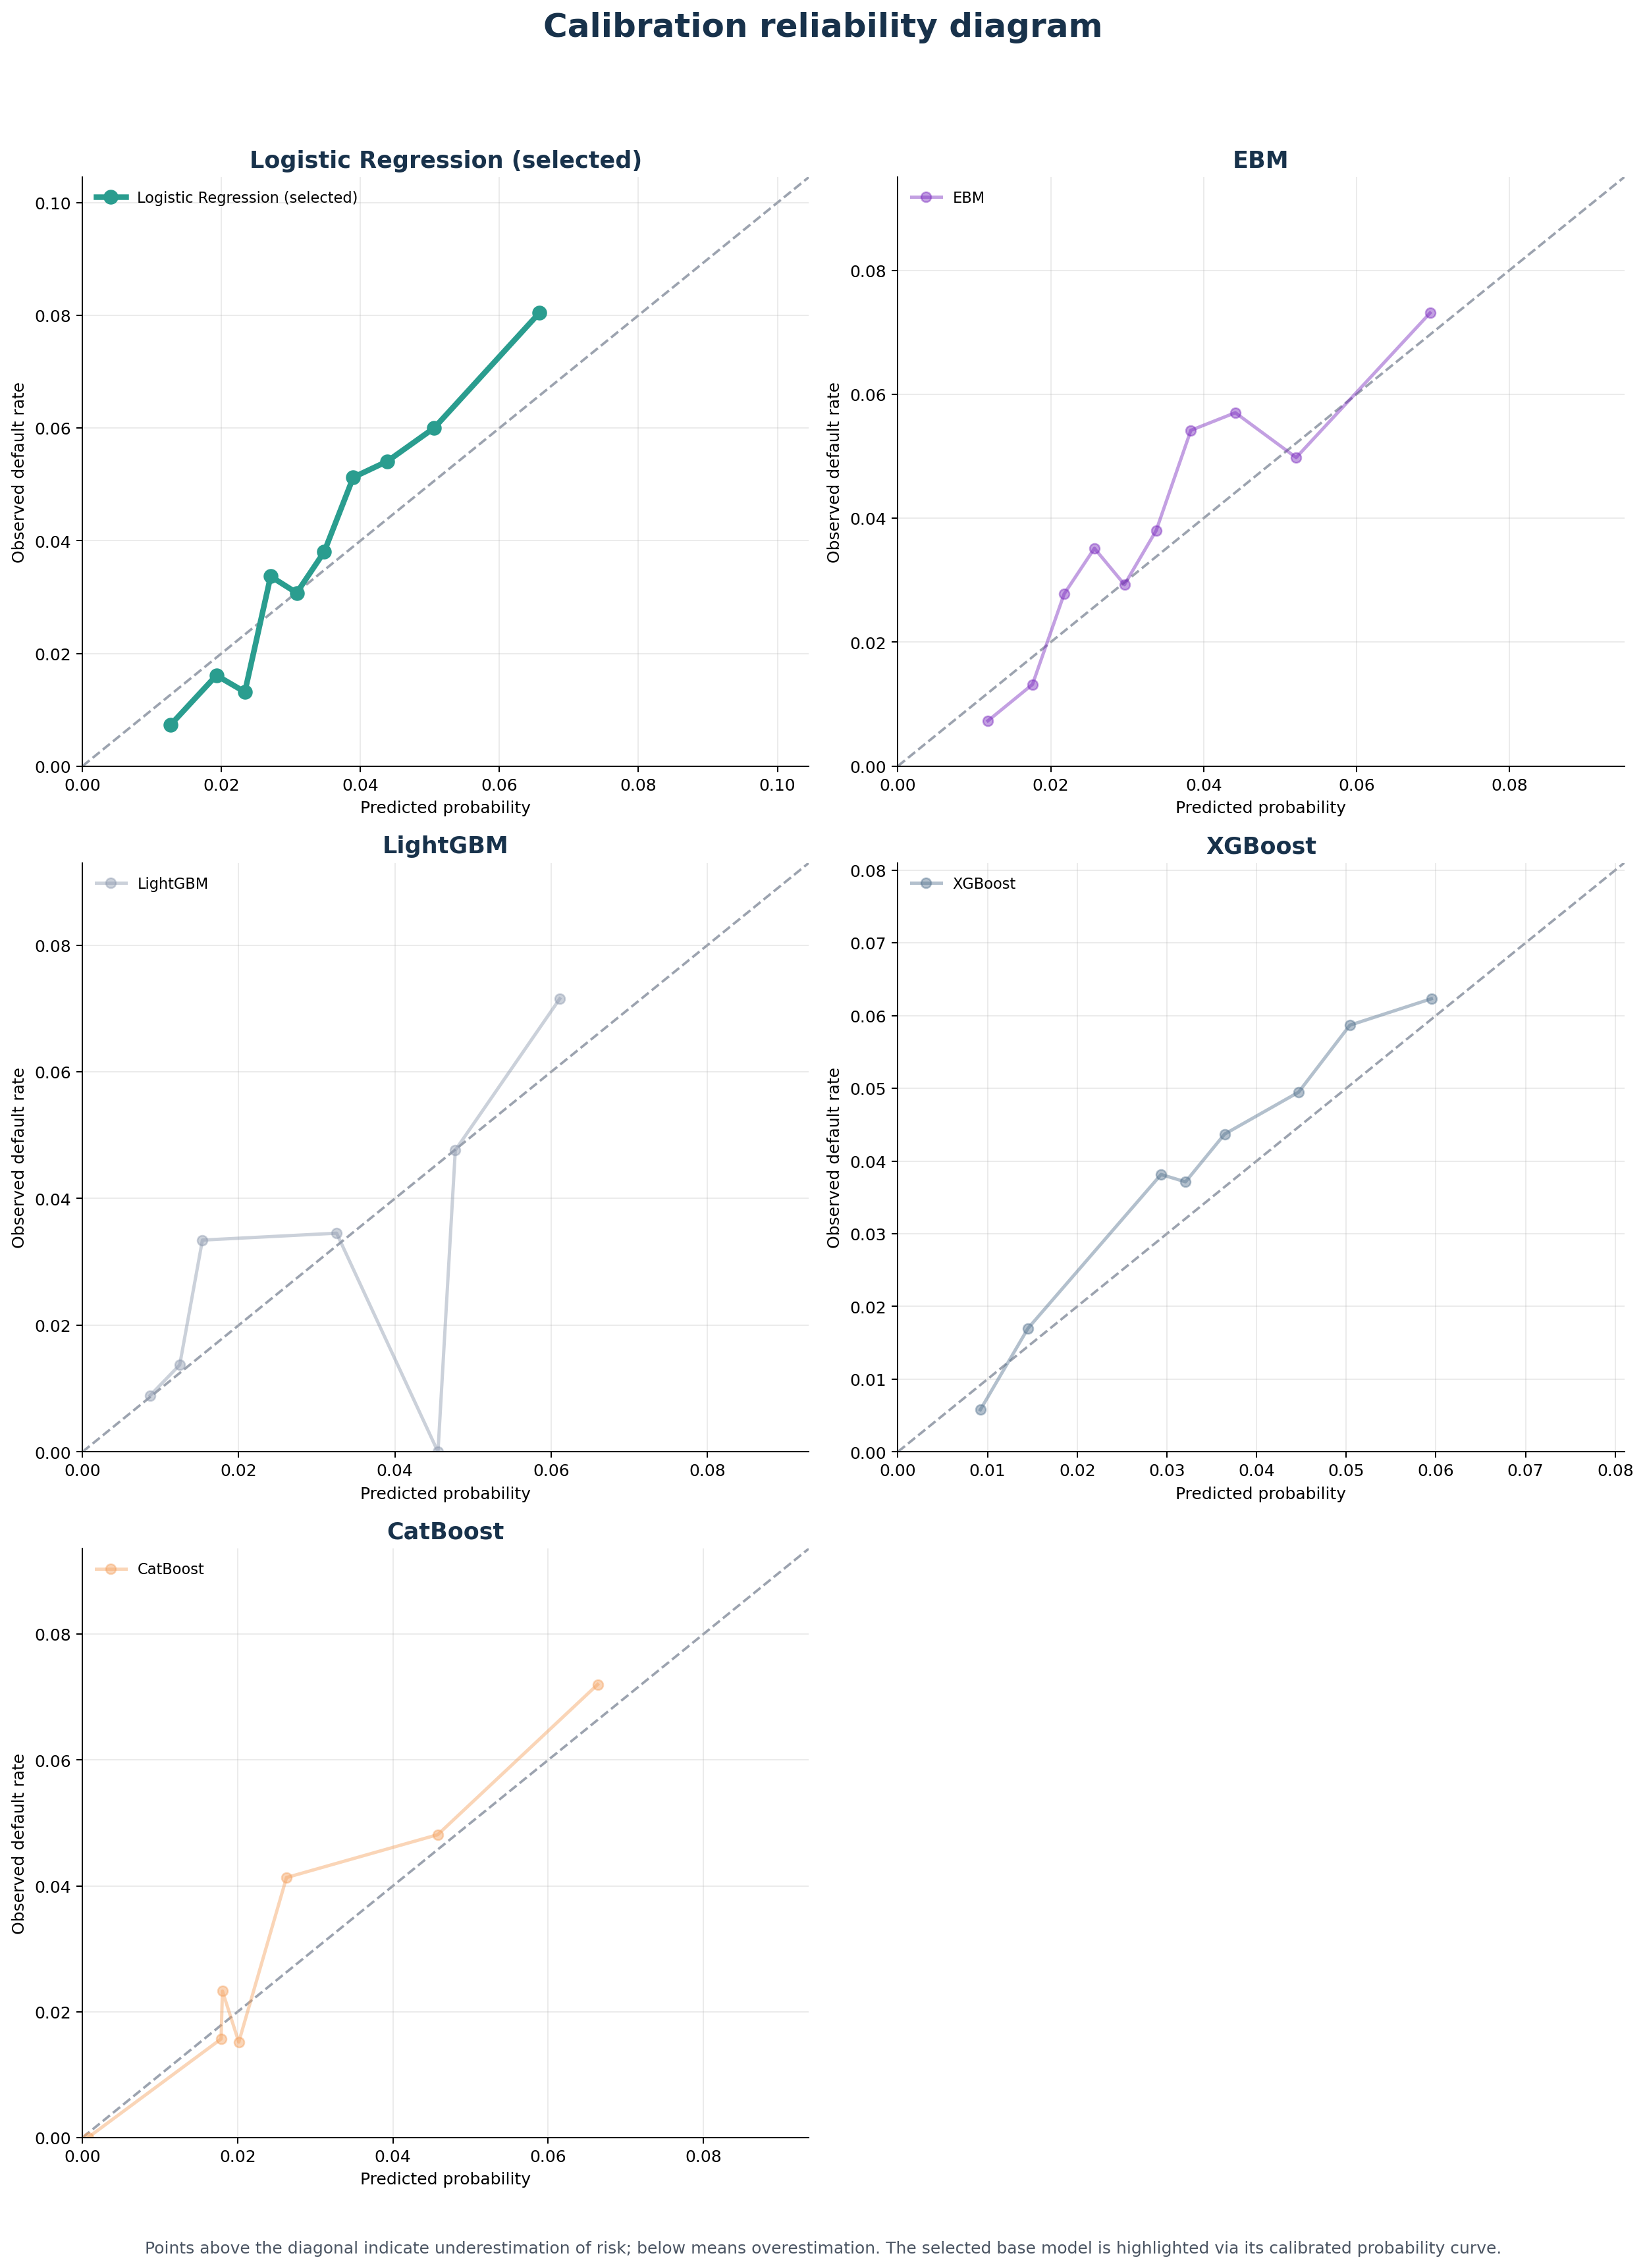 Calibration reliability diagram
Logistic Regression (selected)
Logistic Regression (selected)
Observed default rate
0.10
0.08
0.06
0.04
0.02
0.00
0.00 0.02 0.04 0.06 0.08 0.10
Predicted probability
EBM
EBM
Observed default rate
0.08
0.06
0.04
0.02
0.00
0.00 0.02 0.04 0.06 0.08
Predicted probability
LightGBM
LightGBM
Observed default rate
0.08
0.06
0.04
0.02
0.00
0.00 0.02 0.04 0.06 0.08
Predicted probability
XGBoost
XGBoost
Observed default rate
0.08
0.07
0.06
0.05
0.04
0.03
0.02
0.01
0.00
0.00 0.01 0.02 0.03 0.04 0.05 0.06 0.07 0.08
Predicted probability
CatBoost
CatBoost
Observed default rate
0.08
0.06
0.04
0.02
0.00
0.00 0.02 0.04 0.06 0.08
Predicted probability
Points above the diagonal indicate underestimation of risk; below means overestimation. The selected base model is highlighted via its calibrated probability curve.